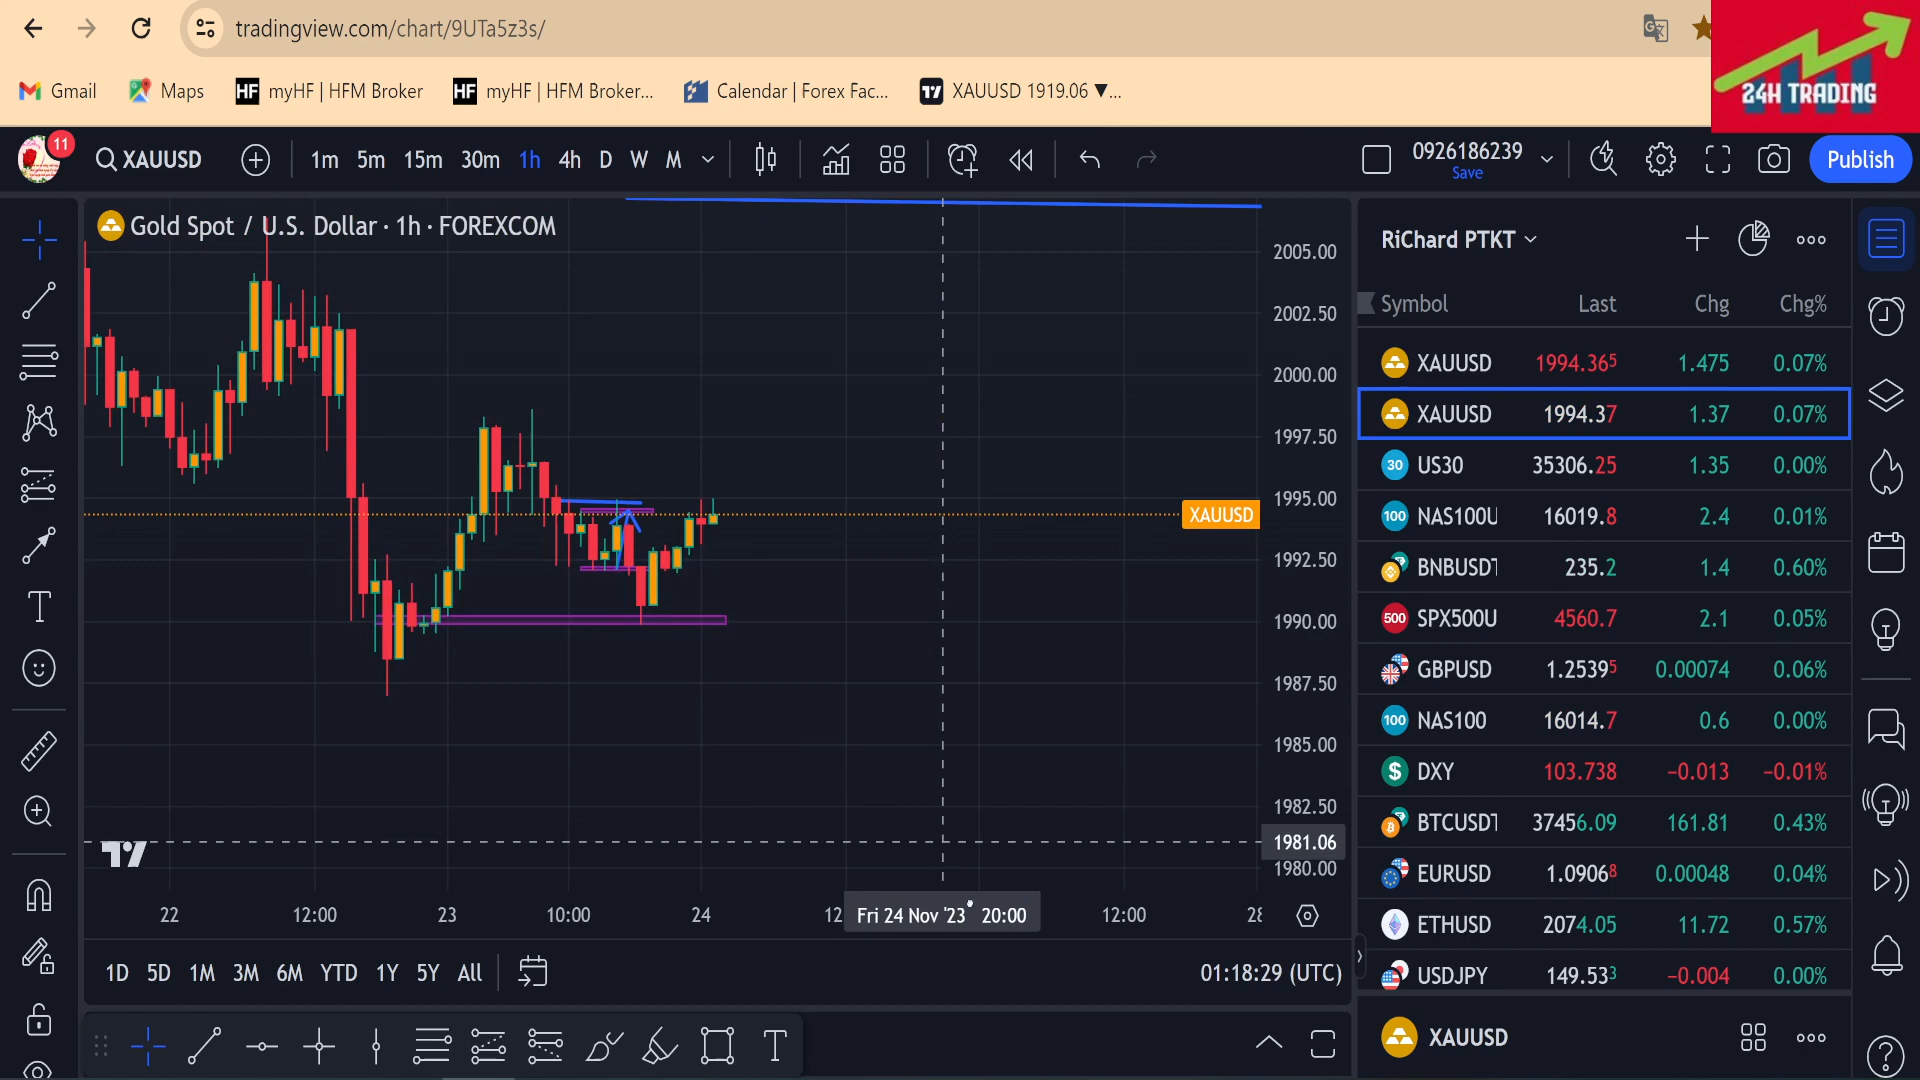 tradingview.com/chart/9UTa5z3s/
Gmail
Maps
HF myHF | HFM Broker
HF myHF | HFM Broker...
Calendar | Forex Fac...
XAUUSD 1919.06 ▼...
24H TRADING
11
XAUUSD
1m 5m 15m 30m 1h 4h D W M
0926186239
Save
Publish
Gold Spot / U.S. Dollar · 1h · FOREXCOM
2005.00
2002.50
2000.00
1997.50
1995.00
XAUUSD
1992.50
1990.00
1987.50
1985.00
1982.50
1981.06
1980.00
22 12:00 23 10:00 24 12 Fri 24 Nov '23 20:00 12:00 28
1D 5D 1M 3M 6M YTD 1Y 5Y All
01:18:29 (UTC)
RiChard PTKT
Symbol Last Chg Chg%
XAUUSD 1994.365 1.475 0.07%
XAUUSD 1994.37 1.37 0.07%
30 US30 35306.25 1.35 0.00%
100 NAS100U 16019.8 2.4 0.01%
BNBUSDT 235.2 1.4 0.60%
500 SPX500U 4560.7 2.1 0.05%
GBPUSD 1.25395 0.00074 0.06%
100 NAS100 16014.7 0.6 0.00%
$ DXY 103.738 −0.013 −0.01%
BTCUSDT 37456.09 161.81 0.43%
EURUSD 1.09068 0.00048 0.04%
ETHUSD 2074.05 11.72 0.57%
USDJPY 149.533 −0.004 0.00%
XAUUSD